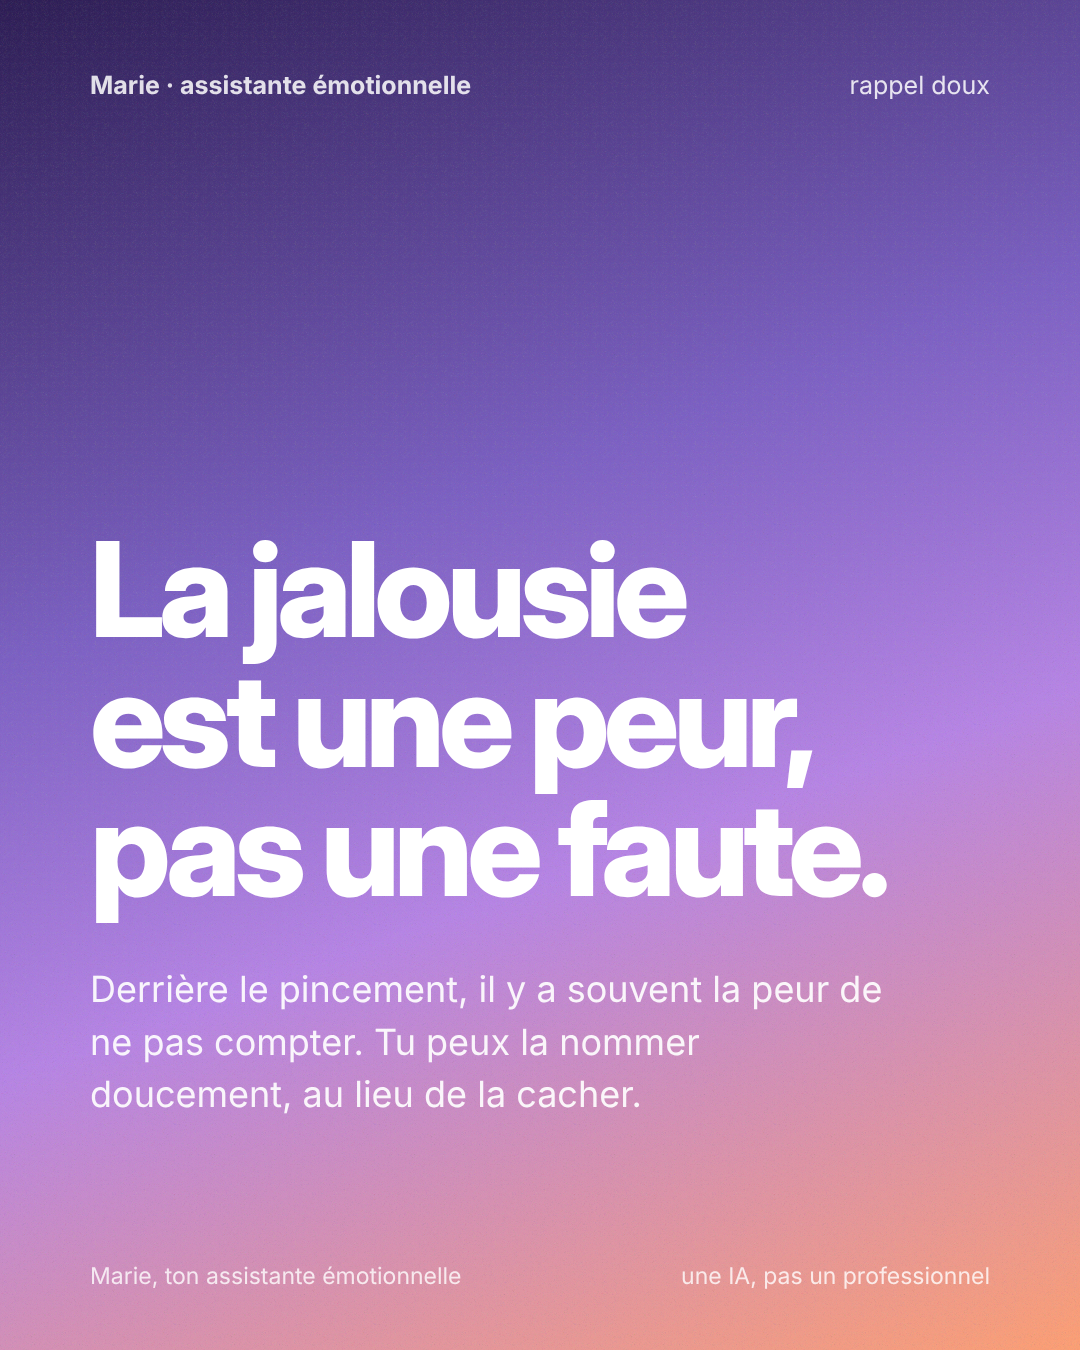 Marie · assistante émotionnelle
rappel doux
La jalousie
est une peur,
pas une faute.
Derrière le pincement, il y a souvent la peur de
ne pas compter. Tu peux la nommer
doucement, au lieu de la cacher.
Marie, ton assistante émotionnelle
une IA, pas un professionnel